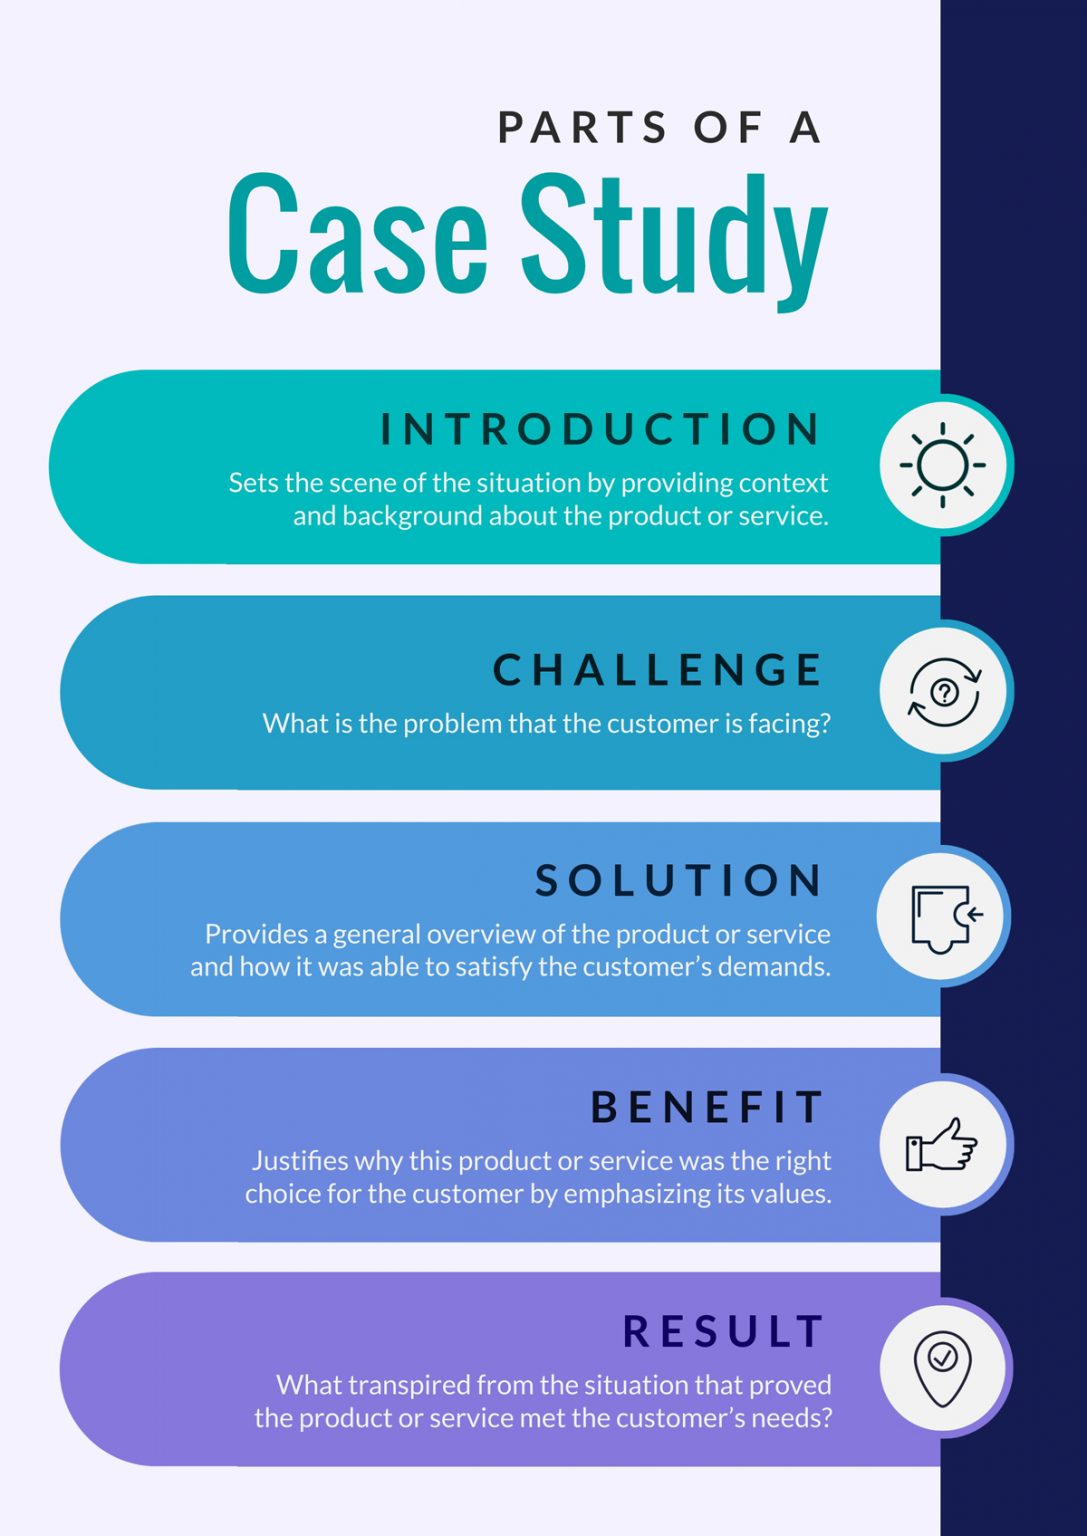 PARTS OF A
Case Study
INTRODUCTION
Sets the scene of the situation by providing context
and background about the product or service.
CHALLENGE
What is the problem that the customer is facing?
?
SOLUTION
Provides a general overview of the product or service
and how it was able to satisfy the customer’s demands.
BENEFIT
Justifies why this product or service was the right
choice for the customer by emphasizing its values.
RESULT
What transpired from the situation that proved
the product or service met the customer’s needs?